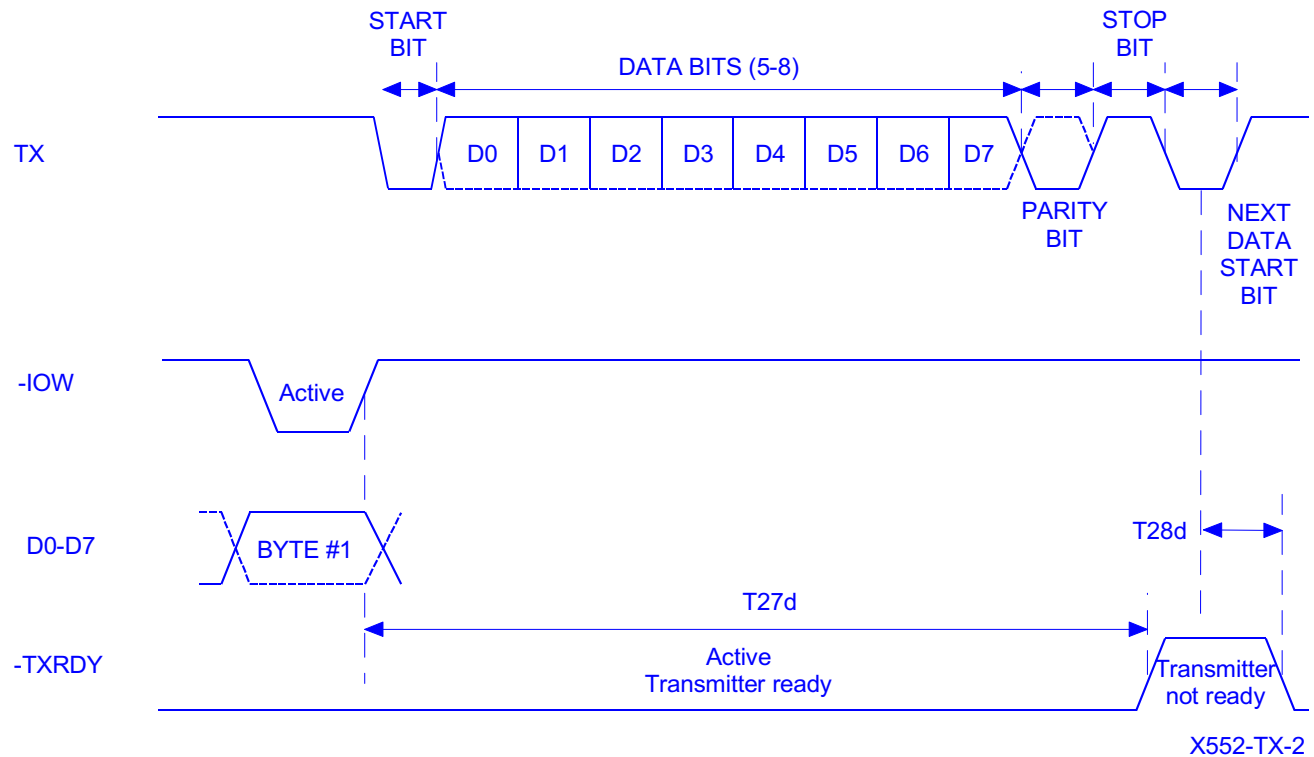 START
BIT
DATA BITS (5-8)
STOP
BIT
TX
D0 D1 D2 D3 D4 D5 D6 D7
PARITY
BIT
NEXT
DATA
START
BIT
-IOW
Active
D0-D7
BYTE #1
T28d
T27d
-TXRDY
Active
Transmitter ready
Transmitter
not ready
X552-TX-2